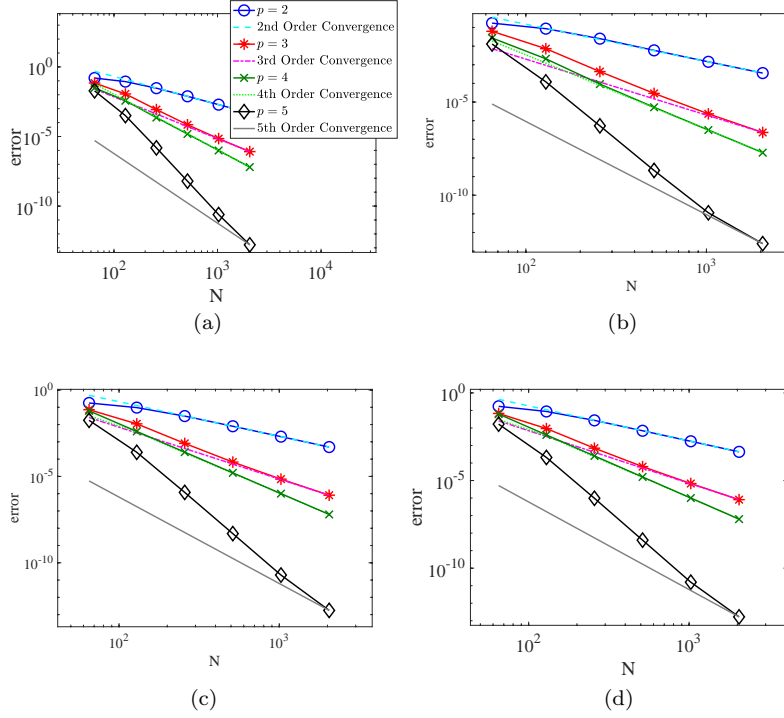 p = 2
2nd Order Convergence
p = 3
3rd Order Convergence
p = 4
4th Order Convergence
p = 5
5th Order Convergence
10^0
10^-5
10^-10
error
10^2
10^3
10^4
N
(a)
10^-5
10^-10
error
10^2
10^3
N
(b)
10^0
10^-5
10^-10
error
10^2
10^3
N
(c)
10^0
10^-5
10^-10
error
10^2
10^3
N
(d)